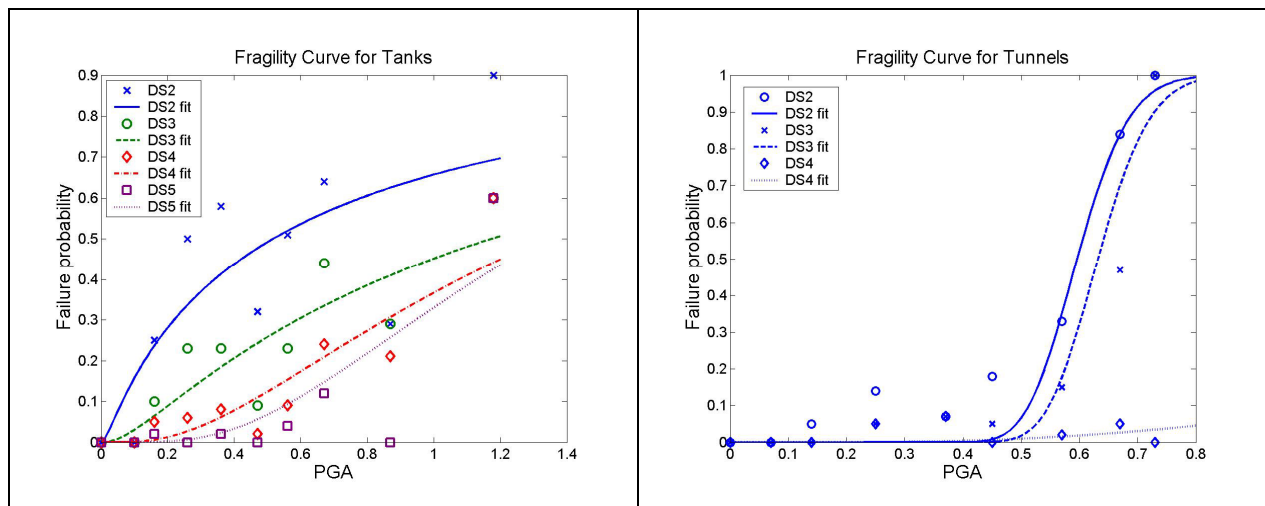 Fragility Curve for Tanks
0.9
0.8
0.7
0.6
0.5
0.4
0.3
0.2
0.1
0
Failure probability
DS2
DS2 fit
DS3
DS3 fit
DS4
DS4 fit
DS5
DS5 fit
0 0.2 0.4 0.6 0.8 1 1.2 1.4
PGA
Fragility Curve for Tunnels
1
0.9
0.8
0.7
0.6
0.5
0.4
0.3
0.2
0.1
0
Failure probability
DS2
DS2 fit
DS3
DS3 fit
DS4
DS4 fit
0 0.1 0.2 0.3 0.4 0.5 0.6 0.7 0.8
PGA